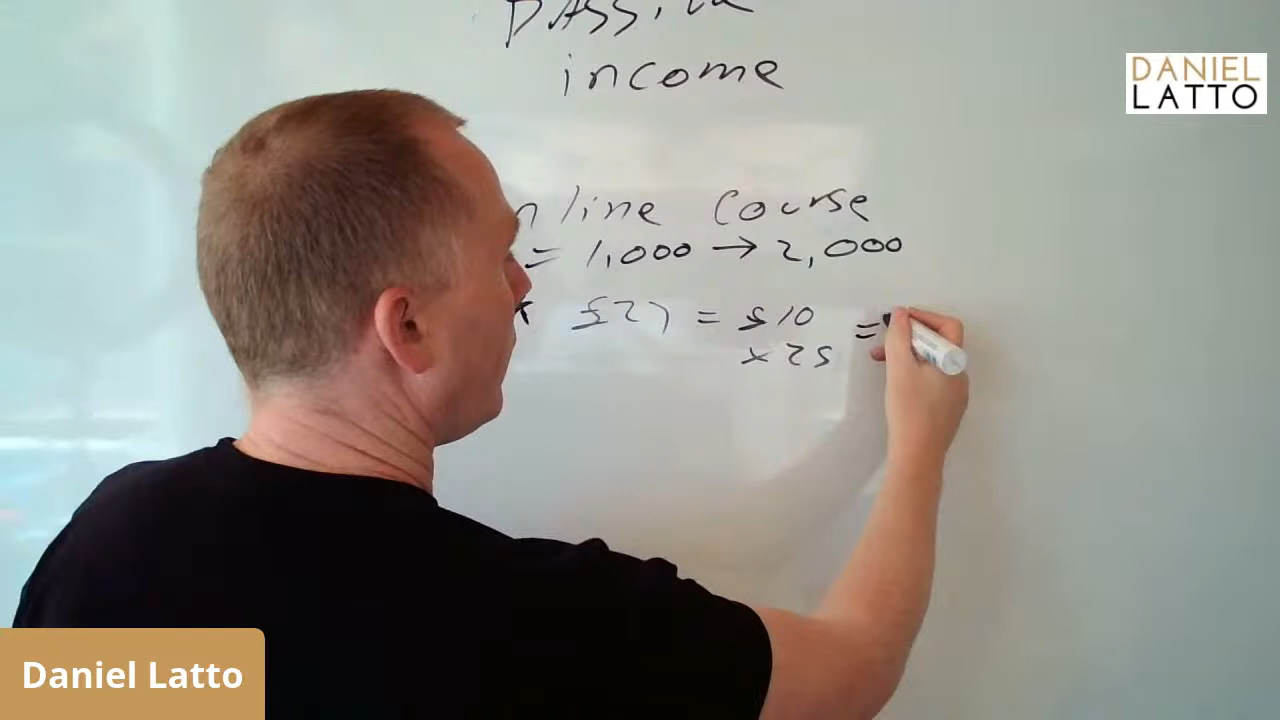 income
DANIEL
LATTO
nline course
= 1,000 → 2,000
x £27 = £10 =
x 25
Daniel Latto